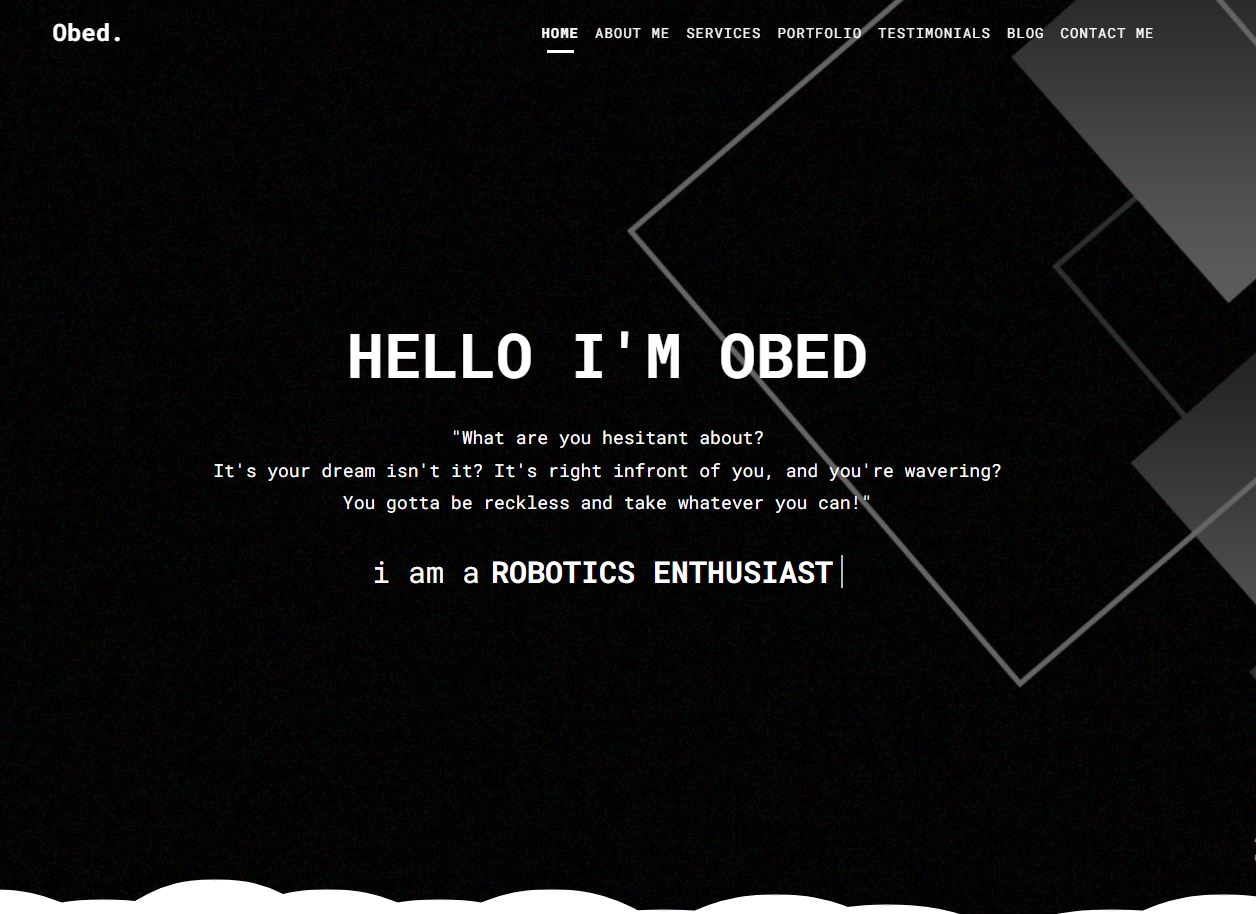 Obed.
HOME ABOUT ME SERVICES PORTFOLIO TESTIMONIALS BLOG CONTACT ME
HELLO I'M OBED
"What are you hesitant about?
It's your dream isn't it? It's right infront of you, and you're wavering?
You gotta be reckless and take whatever you can!"
i am a ROBOTICS ENTHUSIAST